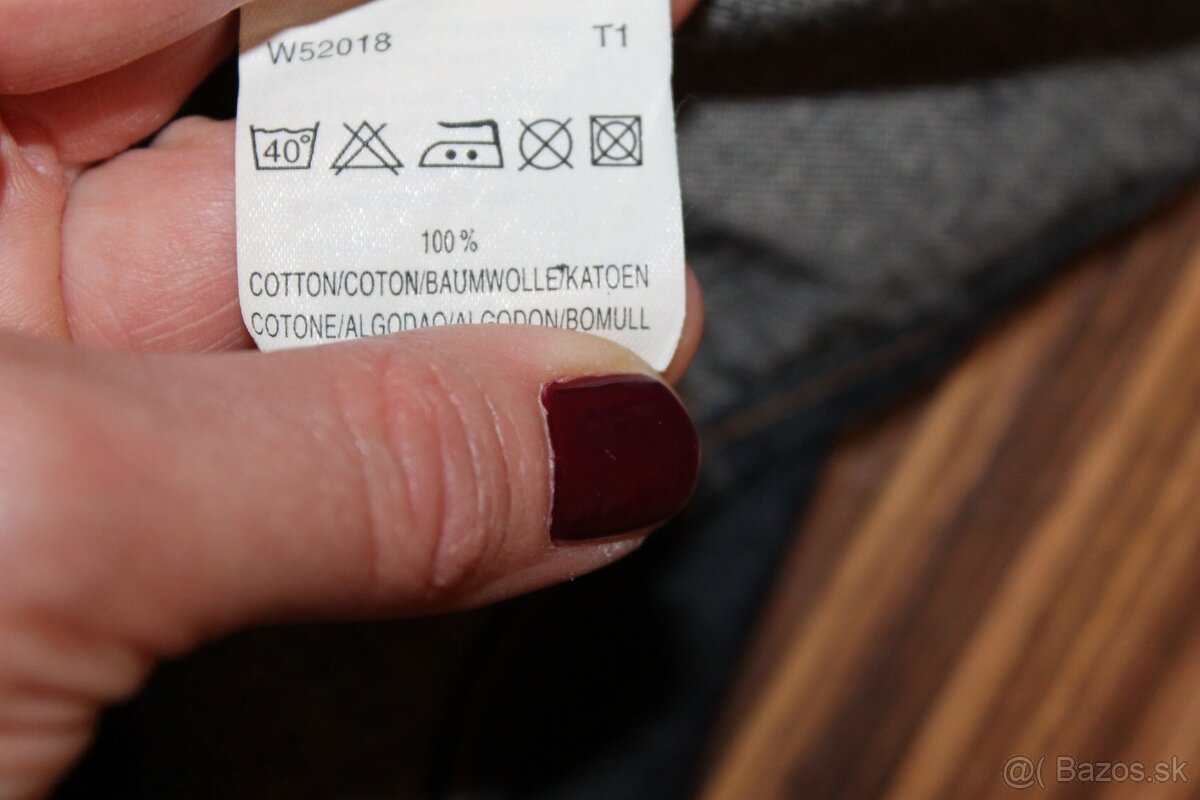 W52018 T1
40°
100 %
COTTON/COTON/BAUMWOLLE/KATOEN
COTONE/ALGODAO/ALGODON/BOMULL
@( Bazos.sk